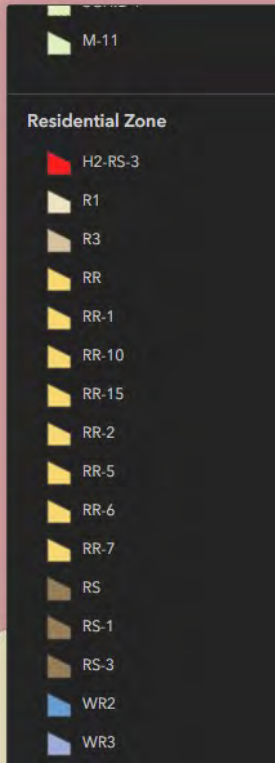 M-11
Residential Zone
H2-RS-3
R1
R3
RR
RR-1
RR-10
RR-15
RR-2
RR-5
RR-6
RR-7
RS
RS-1
RS-3
WR2
WR3